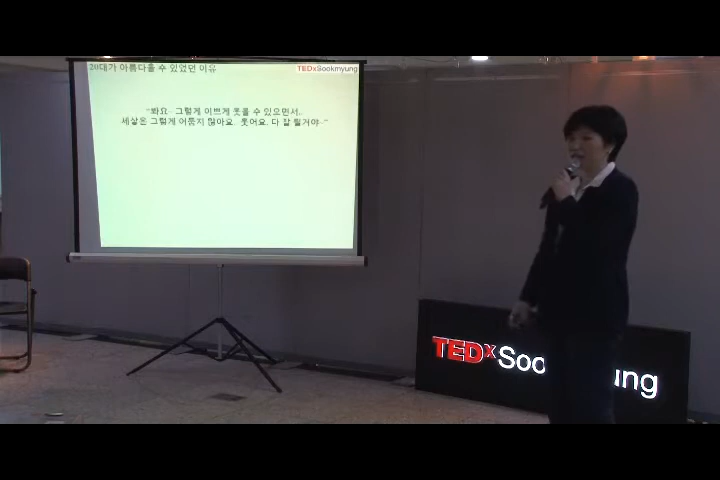 20대가 아름다울 수 있었던 이유
TEDxSookmyung
"봐요~ 그렇게 이쁘게 웃을 수 있으면서..
세상은 그렇게 어둡지 않아요. 웃어요. 다 잘 될거야~"
TEDxSoo
ung